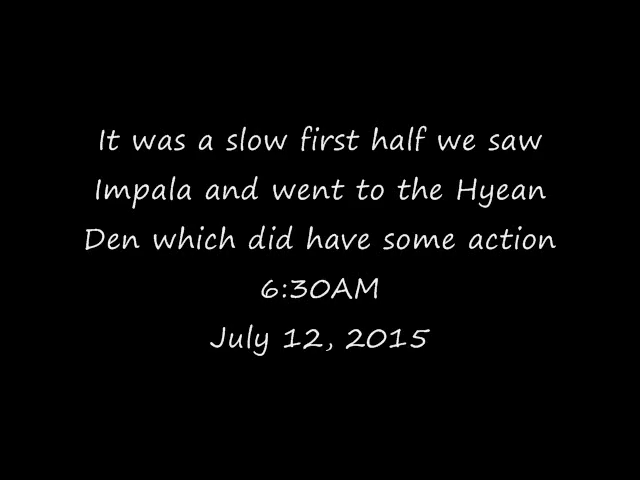 It was a slow first half we saw
Impala and went to the Hyean
Den which did have some action
6:30AM
July 12, 2015